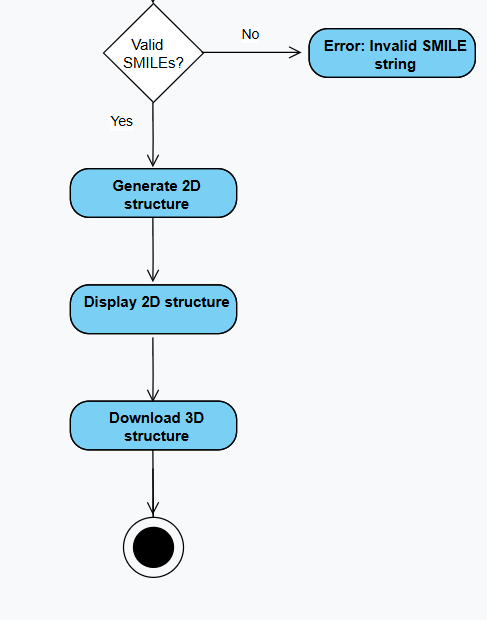 Valid
SMILEs?
No
Error: Invalid SMILE
string
Yes
Generate 2D
structure
Display 2D structure
Download 3D
structure